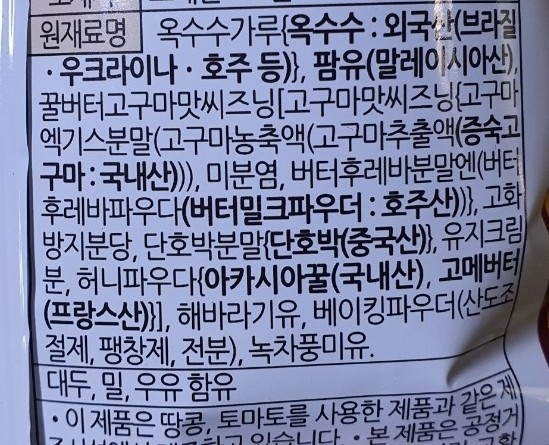 원재료명 옥수수가루{옥수수 : 외국산(브라질
· 우크라이나 · 호주 등)}, 팜유(말레이시아산),
꿀버터고구마맛씨즈닝[고구마맛씨즈닝{고구마
엑기스분말(고구마농축액(고구마추출액(증숙고
구마 : 국내산))), 미분염, 버터후레바분말엔(버터
후레바파우다(버터밀크파우더 : 호주산))}, 고화
방지분당, 단호박분말{단호박(중국산)}, 유지크림
분, 허니파우다{아카시아꿀(국내산), 고메버터
(프랑스산)}], 해바라기유, 베이킹파우더(산도조
절제, 팽창제, 전분), 녹차풍미유.
대두, 밀, 우유 함유
· 이 제품은 땅콩, 토마토를 사용한 제품과 같은 제
· 본 제품은 공정거